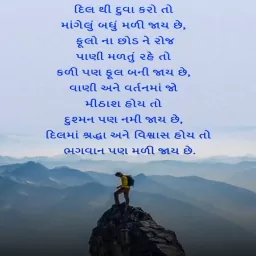 દિલ થી દુવા કરો તો
માંગેલું બધું મળી જાય છે,
ફૂલો ના છોડ ને રોજ
પાણી મળતું રહે તો
કળી પણ ફૂલ બની જાય છે,
વાણી અને વર્તનમાં જો
મીઠાશ હોય તો
દુશ્મન પણ નમી જાય છે,
દિલમાં શ્રદ્ધા અને વિશ્વાસ હોય તો
ભગવાન પણ મળી જાય છે.